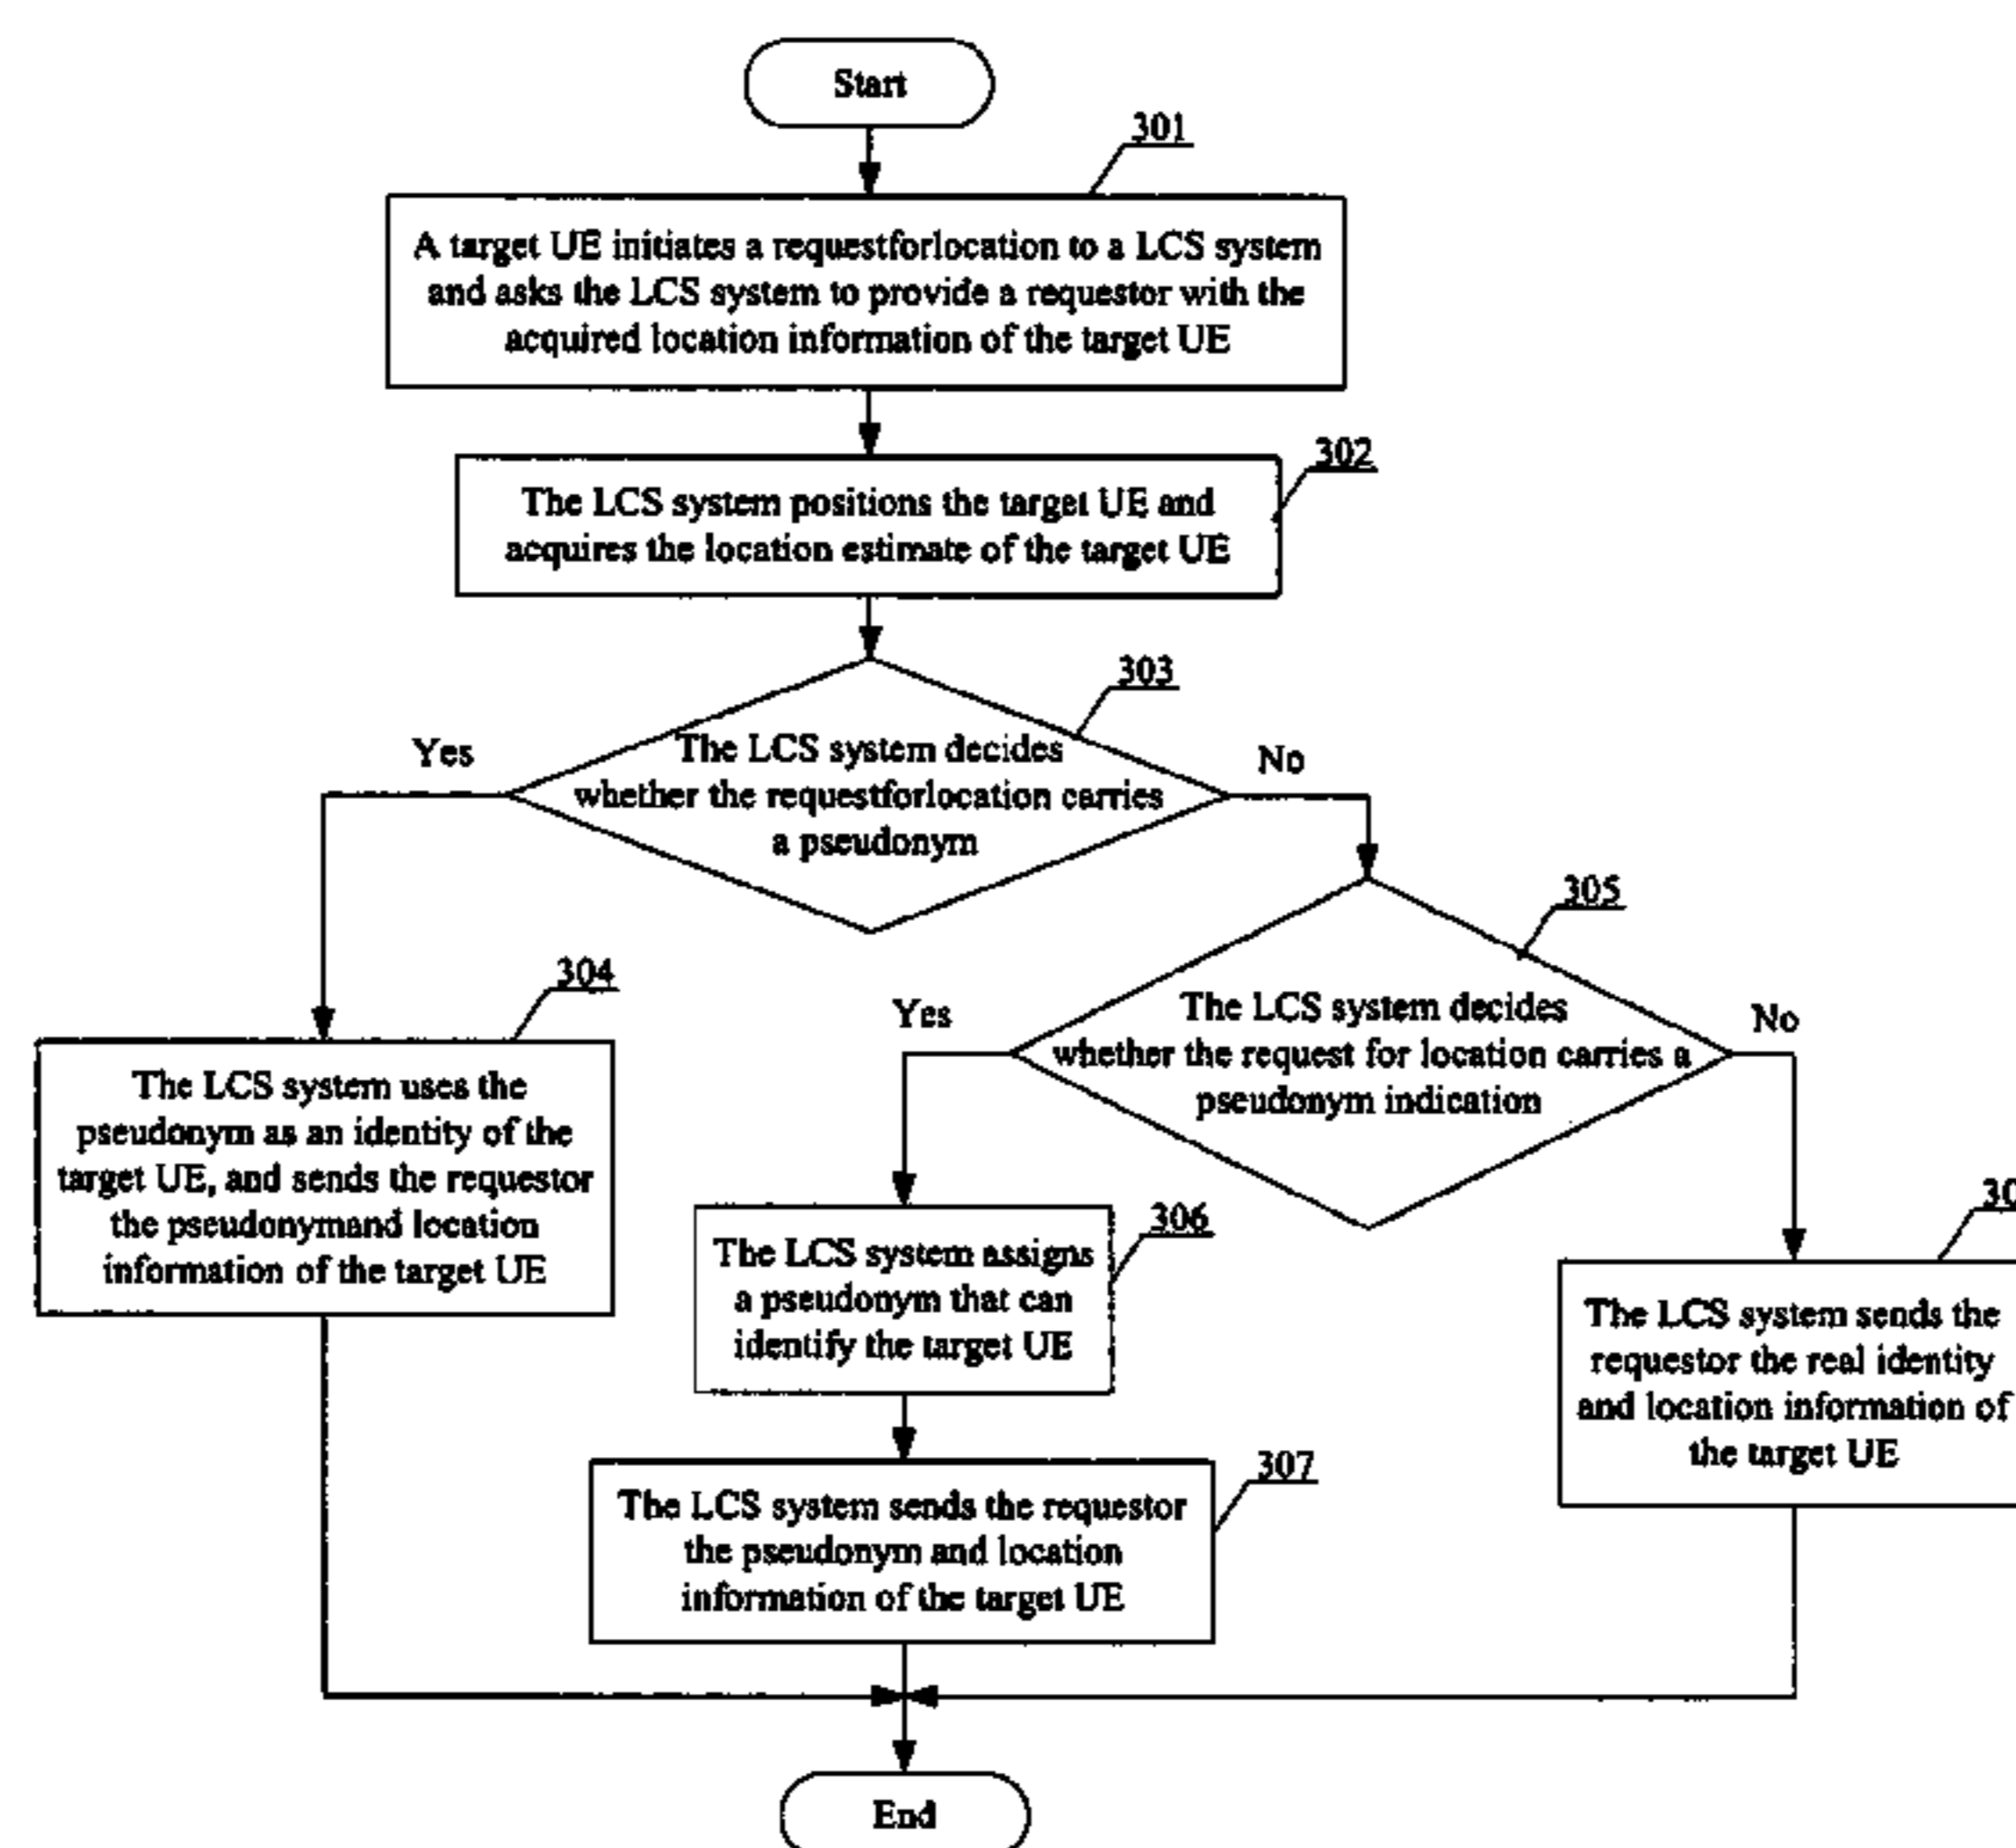 Start
301
A target UE initiates a requestforlocation to a LCS system
and asks the LCS system to provide a requestor with the
acquired location information of the target UE
302
The LCS system positions the target UE and
acquires the location estimate of the target UE
303
Yes
The LCS system decides
whether the requestforlocation carries
a pseudonym
No
305
Yes
The LCS system decides
whether the request for location carries a
pseudonym indication
No
304
The LCS system uses the
pseudonym as an identity of the
target UE, and sends the requestor
the pseudonymand location
information of the target UE
306
The LCS system assigns
a pseudonym that can
identify the target UE
30
The LCS system sends the
requestor the real identity
and location information of
the target UE
307
The LCS system sends the requestor
the pseudonym and location
information of the target UE
End